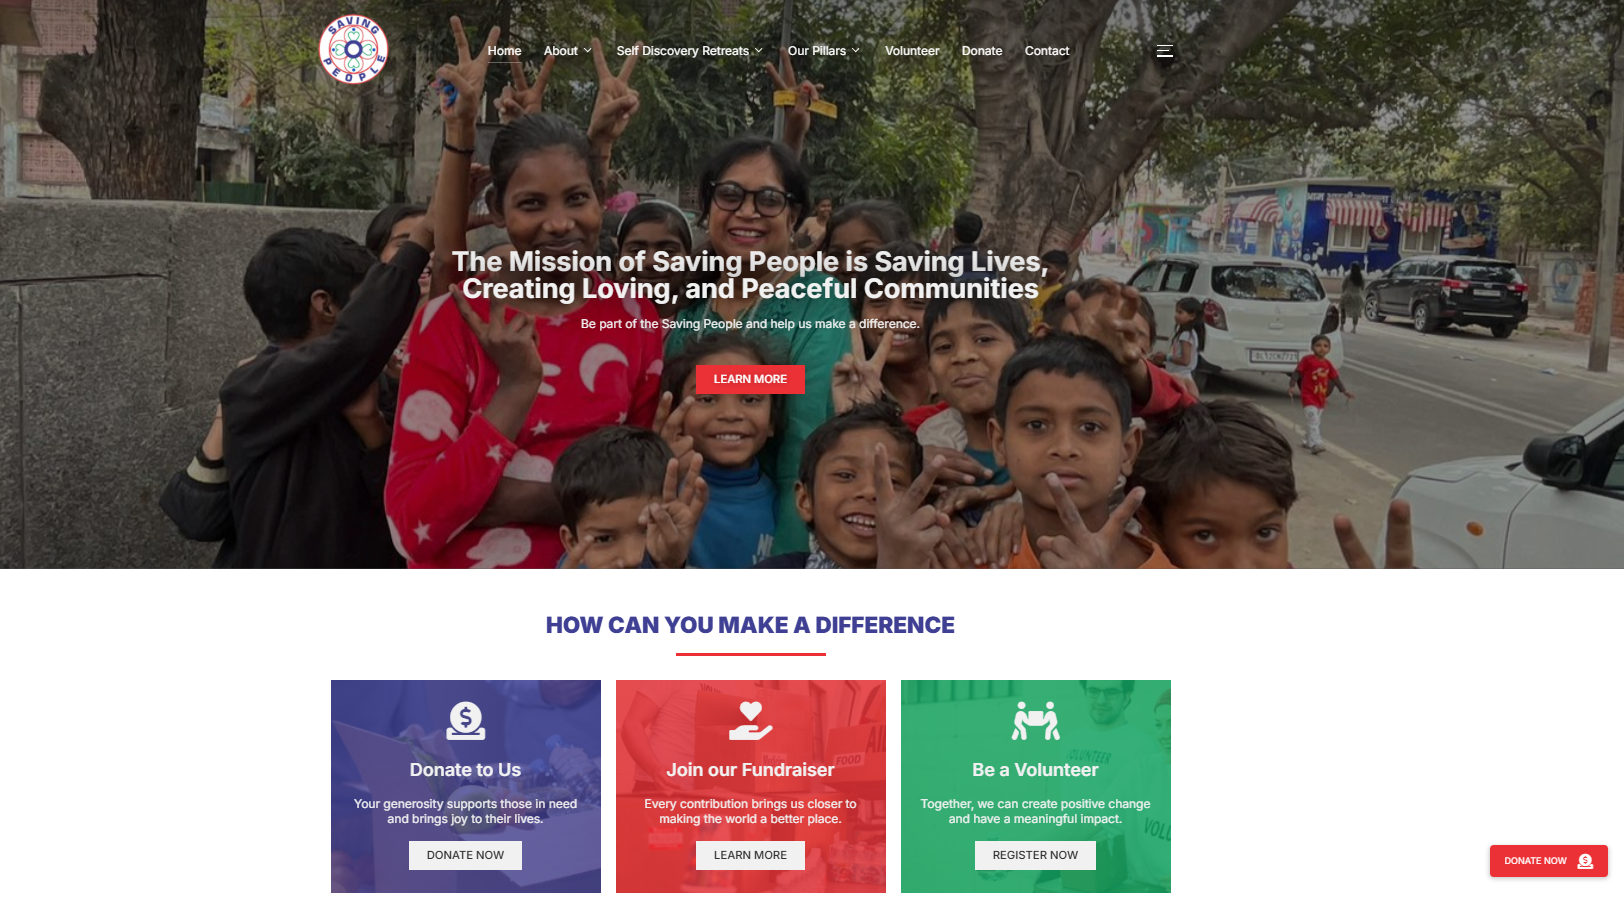 SAVING PEOPLE
Home
About
Self Discovery Retreats
Our Pillars
Volunteer
Donate
Contact
The Mission of Saving People is Saving Lives,
Creating Loving, and Peaceful Communities
Be part of the Saving People and help us make a difference.
LEARN MORE
HOW CAN YOU MAKE A DIFFERENCE
Donate to Us
Your generosity supports those in need
and brings joy to their lives.
DONATE NOW
Join our Fundraiser
Every contribution brings us closer to
making the world a better place.
LEARN MORE
FOOD
Be a Volunteer
Together, we can create positive change
and have a meaningful impact.
REGISTER NOW
VOLUNTEER
DONATE NOW